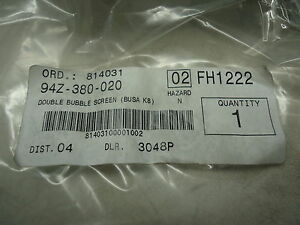 ORD.: 814031
94Z-380-020
02 FH1222
HAZARD
N
DOUBLE BUBBLE SCREEN (BUSA K8)
QUANTITY
1
81403100001002
DIST. 04 DLR. 3048P